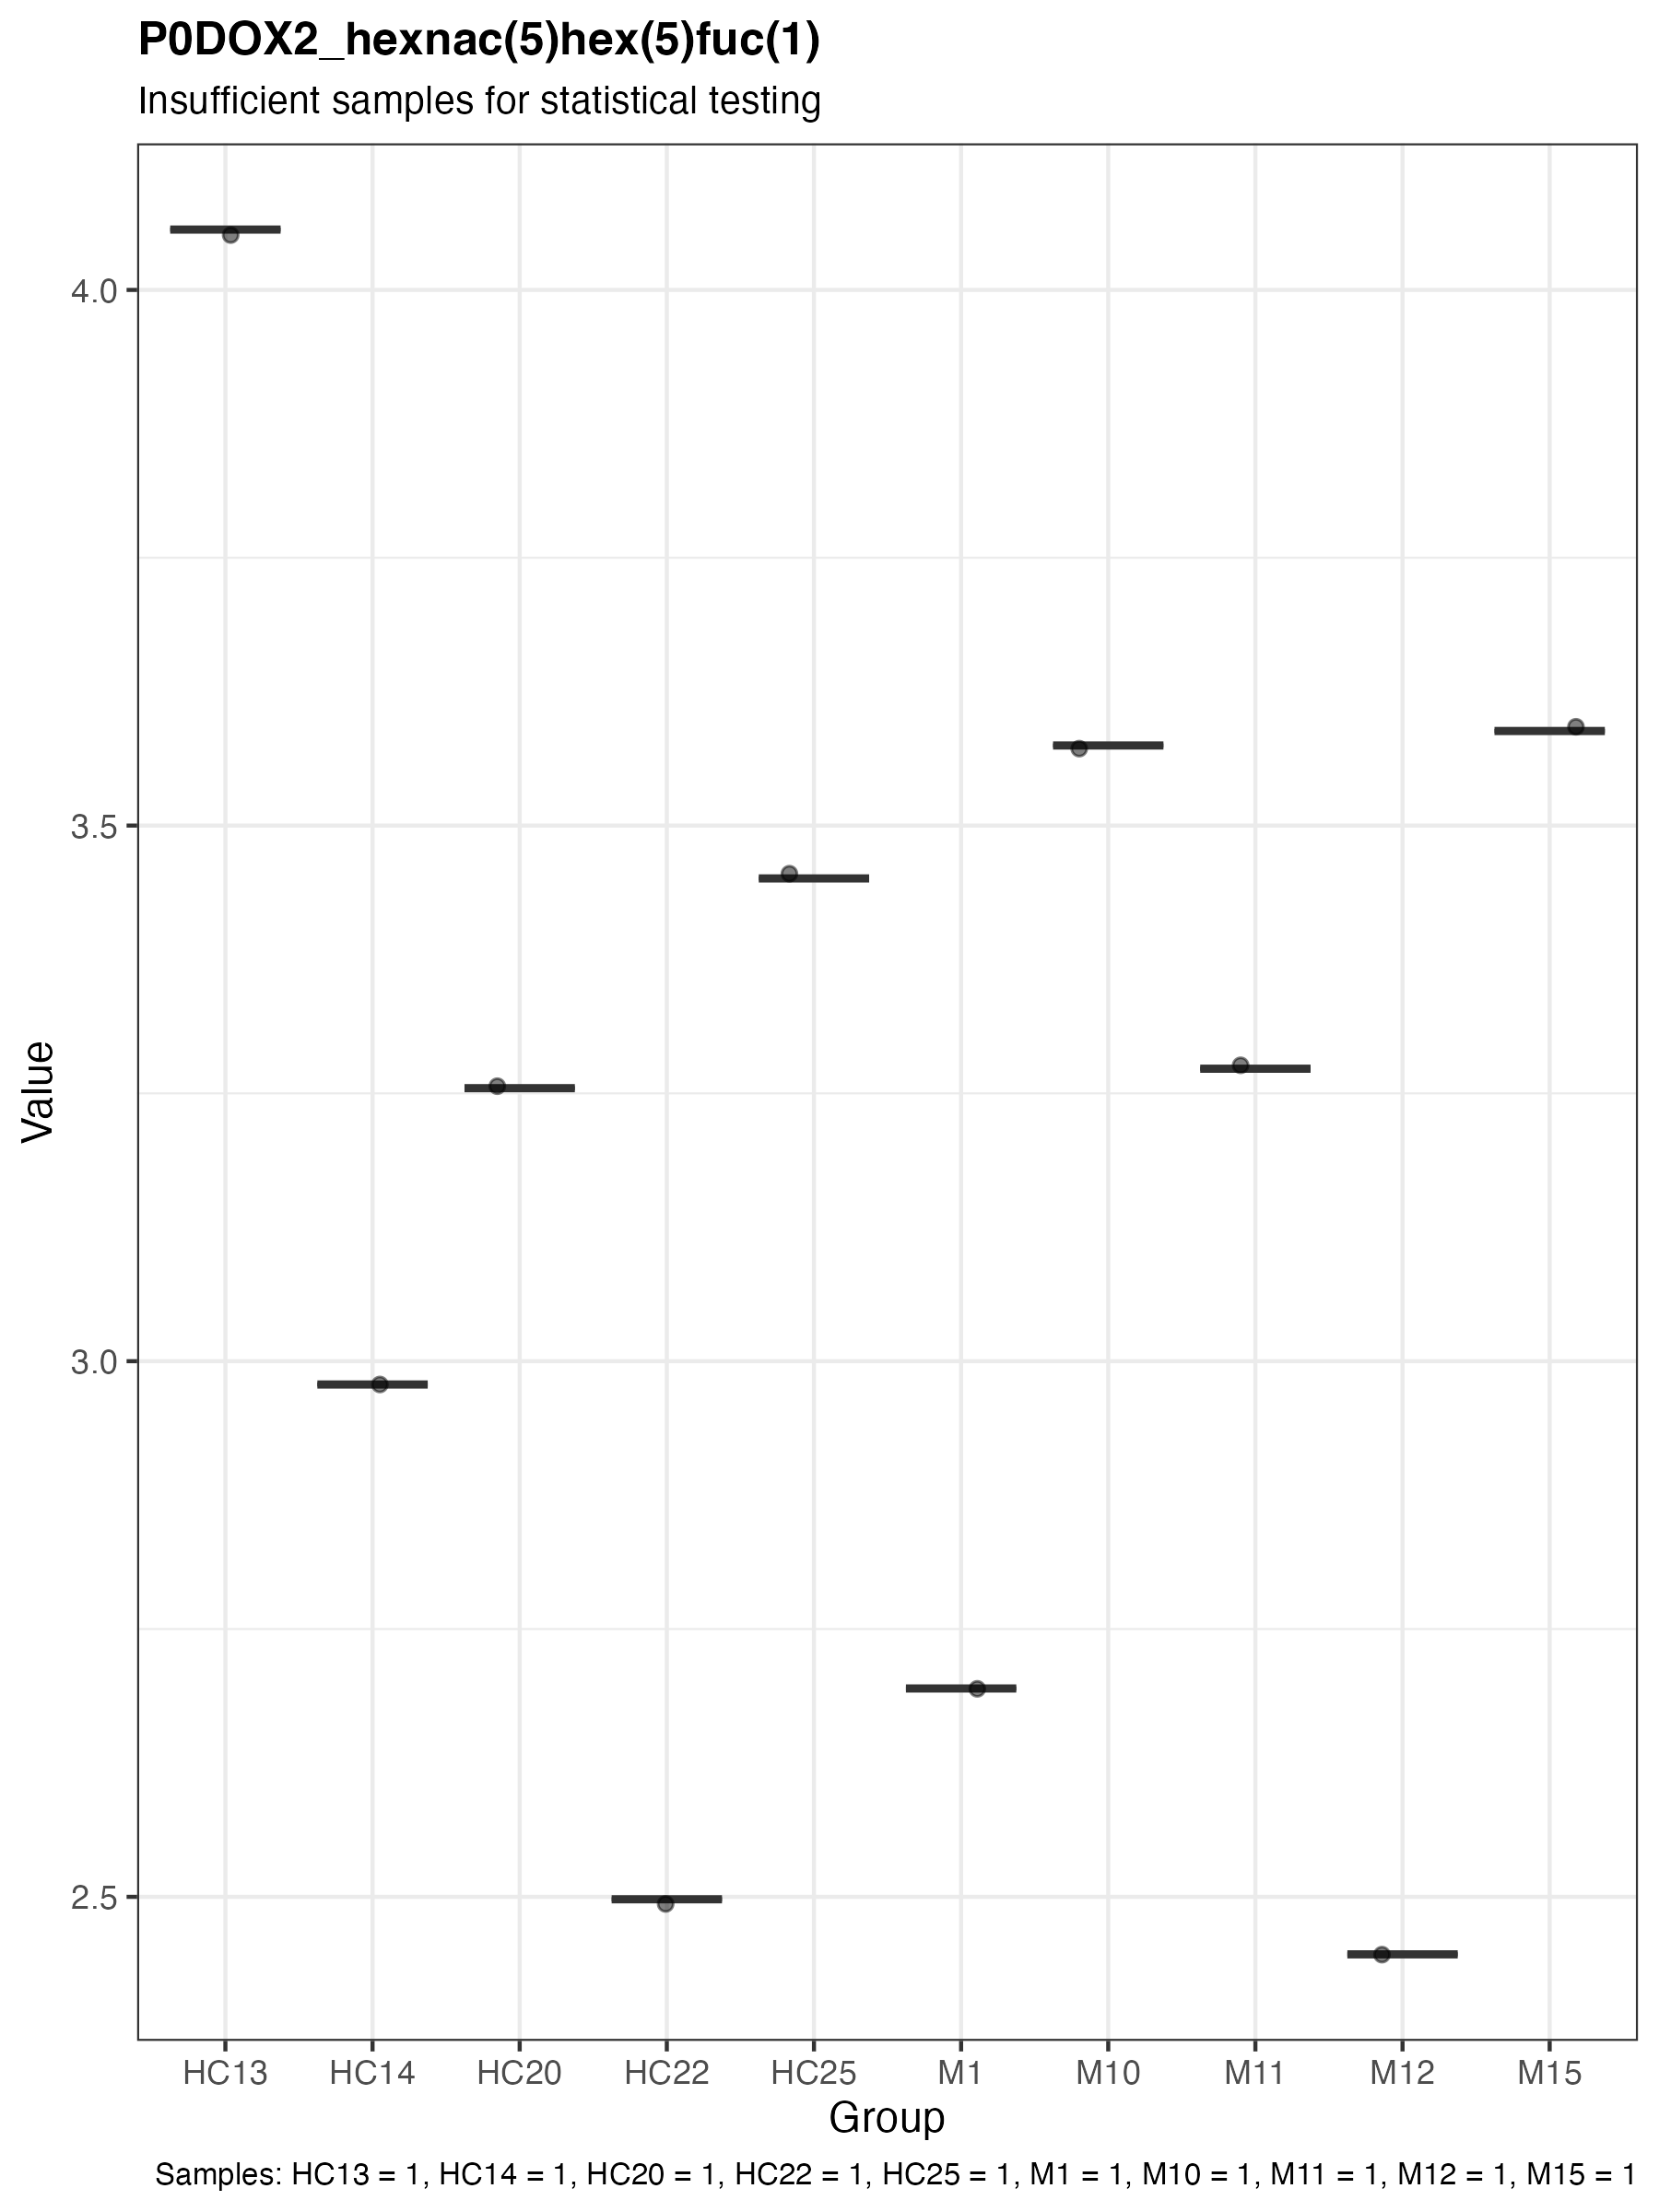 P0DOX2_hexnac(5)hex(5)fuc(1)
Insufficient samples for statistical testing
4.0
3.5
3.0
2.5
Value
HC13 HC14 HC20 HC22 HC25 M1 M10 M11 M12 M15
Group
Samples: HC13 = 1, HC14 = 1, HC20 = 1, HC22 = 1, HC25 = 1, M1 = 1, M10 = 1, M11 = 1, M12 = 1, M15 = 1